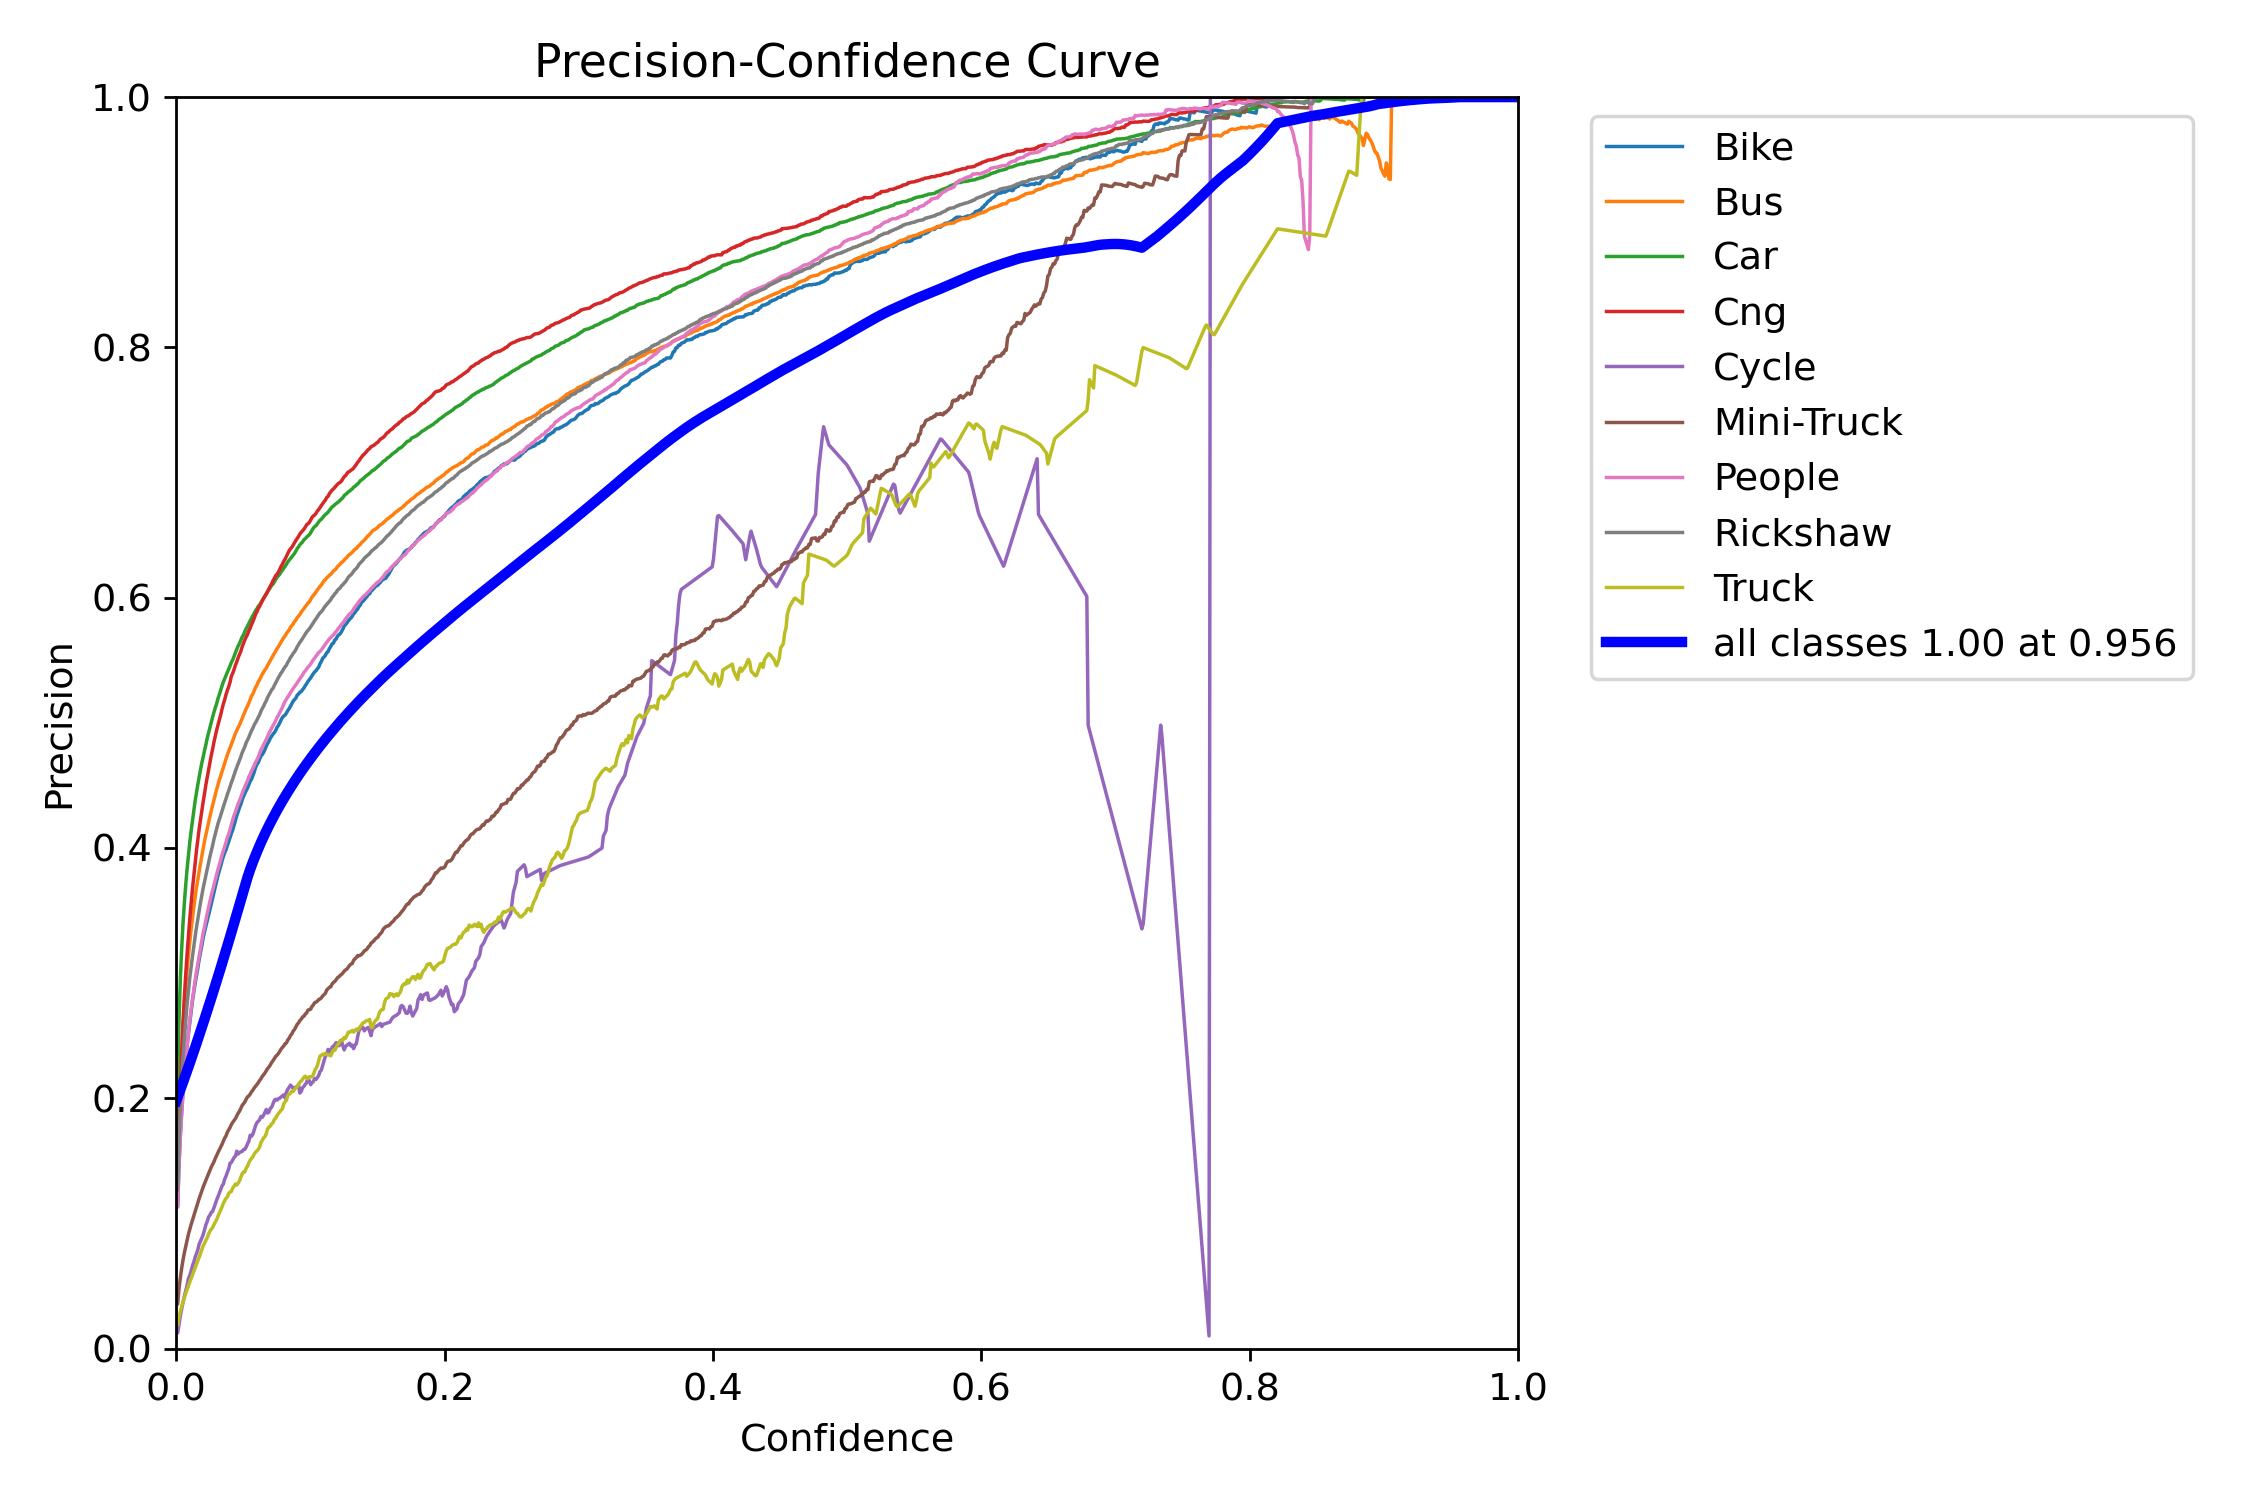 Precision-Confidence Curve
1.0
0.8
0.6
0.4
0.2
0.0
Precision
0.0 0.2 0.4 0.6 0.8 1.0
Confidence
Bike
Bus
Car
Cng
Cycle
Mini-Truck
People
Rickshaw
Truck
all classes 1.00 at 0.956